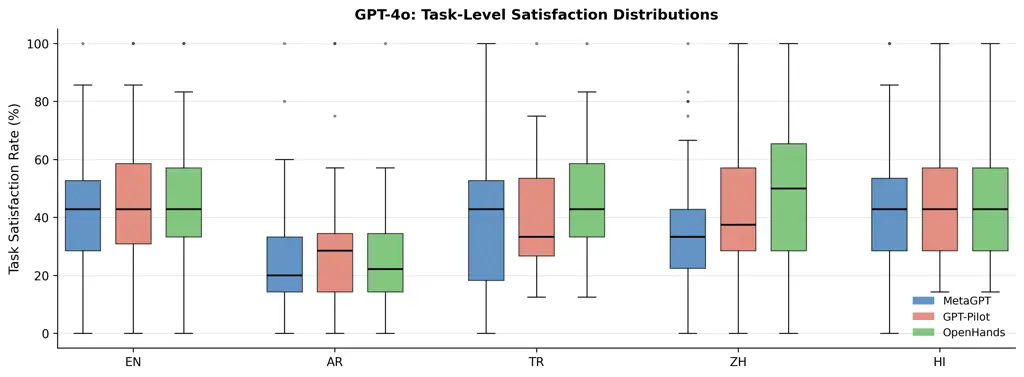 GPT-4o: Task-Level Satisfaction Distributions
Task Satisfaction Rate (%)
100
80
60
40
20
0
EN AR TR ZH HI
MetaGPT
GPT-Pilot
OpenHands